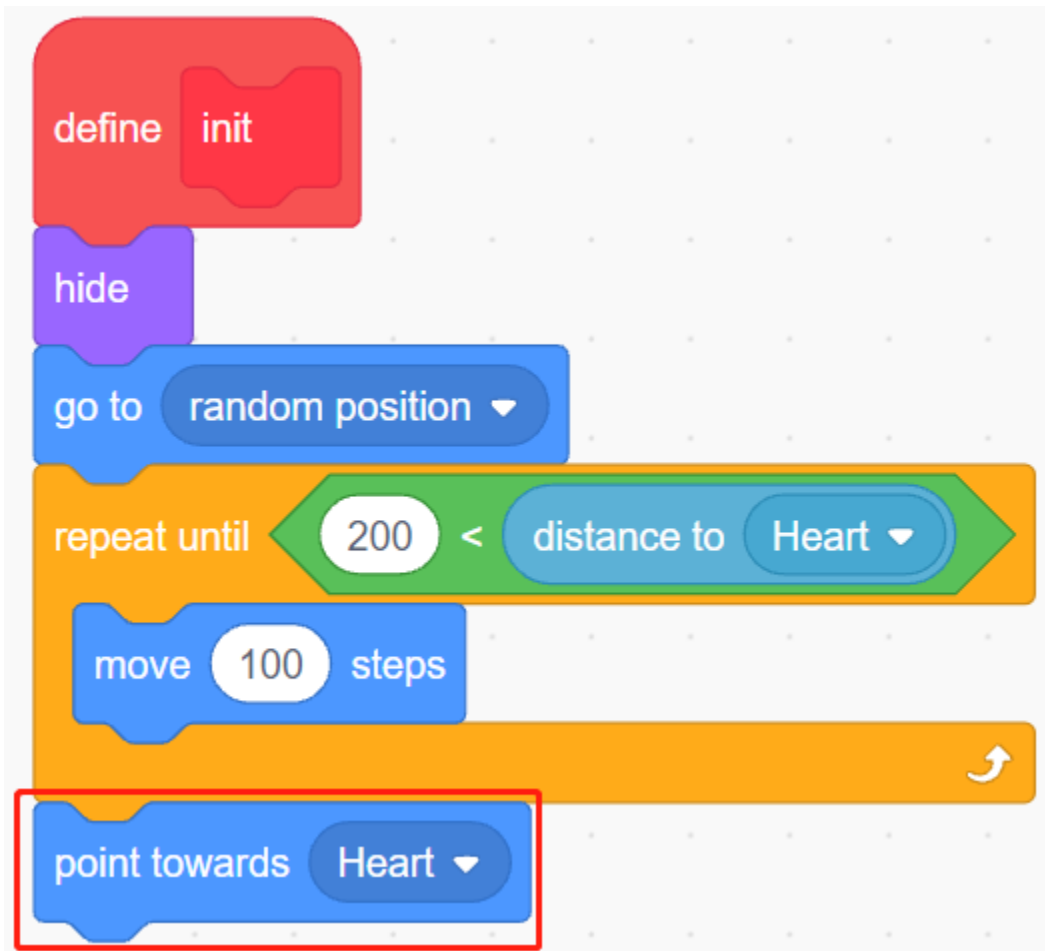 define init
hide
go to random position
repeat until 200 < distance to Heart
move 100 steps
point towards Heart